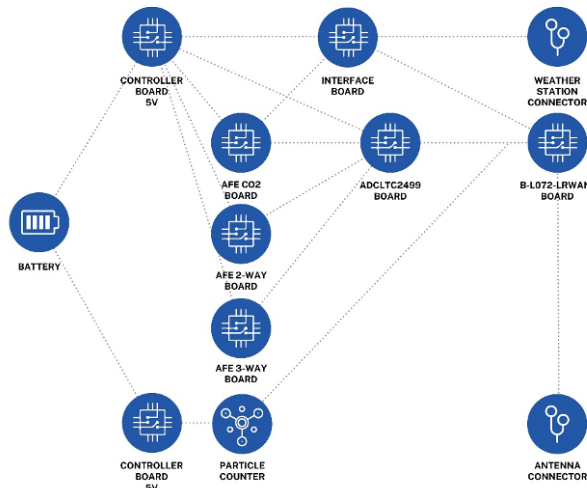 CONTROLLER
BOARD
5V
INTERFACE
BOARD
WEATHER
STATION
CONNECTOR
AFE CO2
BOARD
ADCLTC2499
BOARD
B-L072-LRWAN
BOARD
BATTERY
AFE 2-WAY
BOARD
AFE 3-WAY
BOARD
CONTROLLER
BOARD
5V
PARTICLE
COUNTER
ANTENNA
CONNECTOR